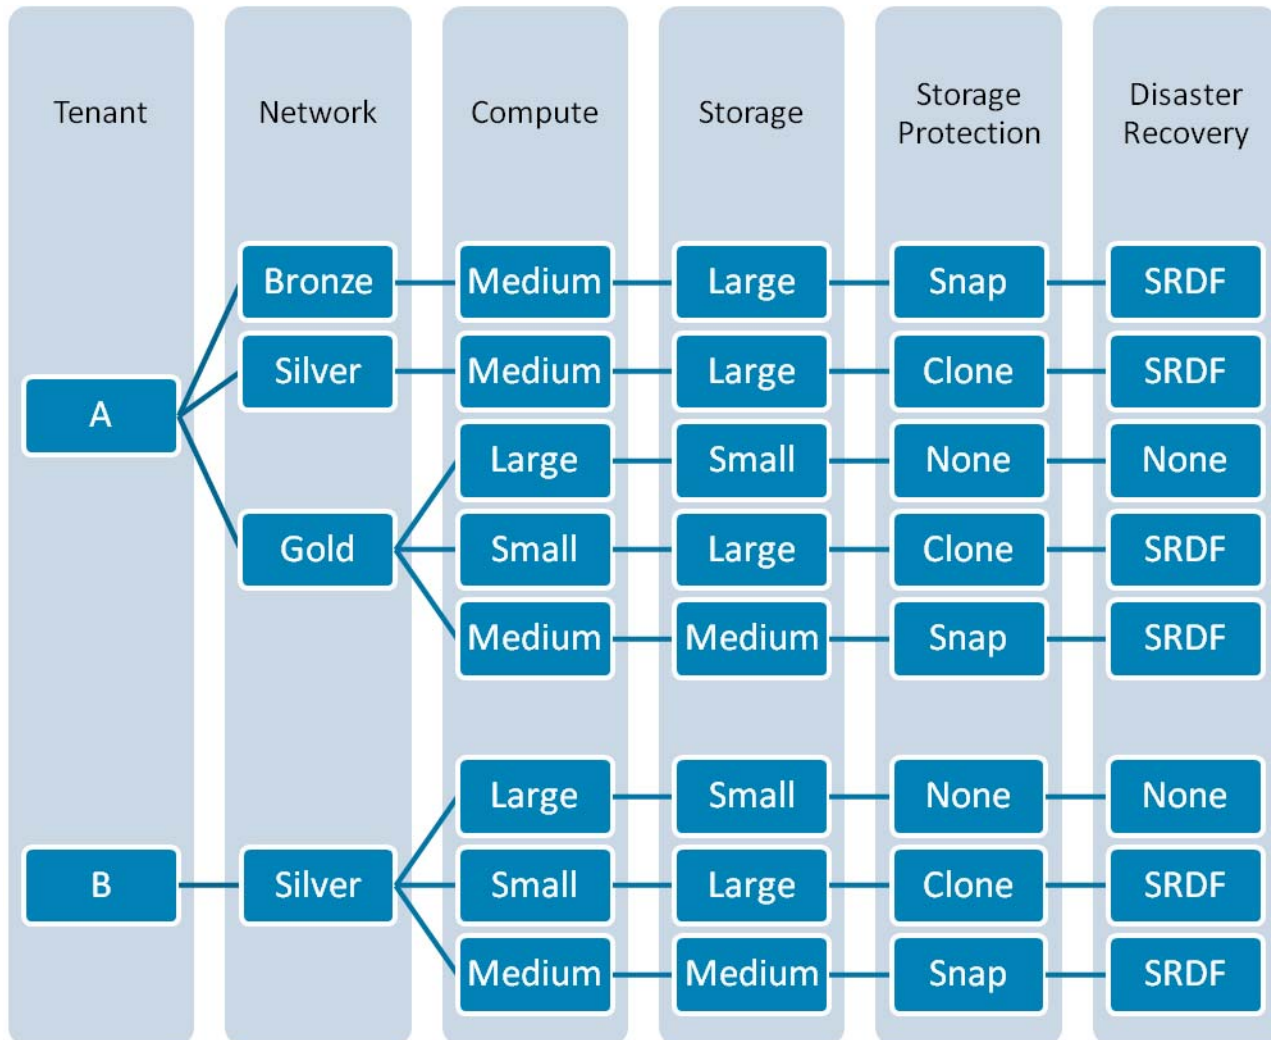 Tenant
Network
Compute
Storage
Storage
Protection
Disaster
Recovery
Bronze
Medium
Large
Snap
SRDF
Silver
Medium
Large
Clone
SRDF
A
Large
Small
None
None
Gold
Small
Large
Clone
SRDF
Medium
Medium
Snap
SRDF
Large
Small
None
None
B
Silver
Small
Large
Clone
SRDF
Medium
Medium
Snap
SRDF